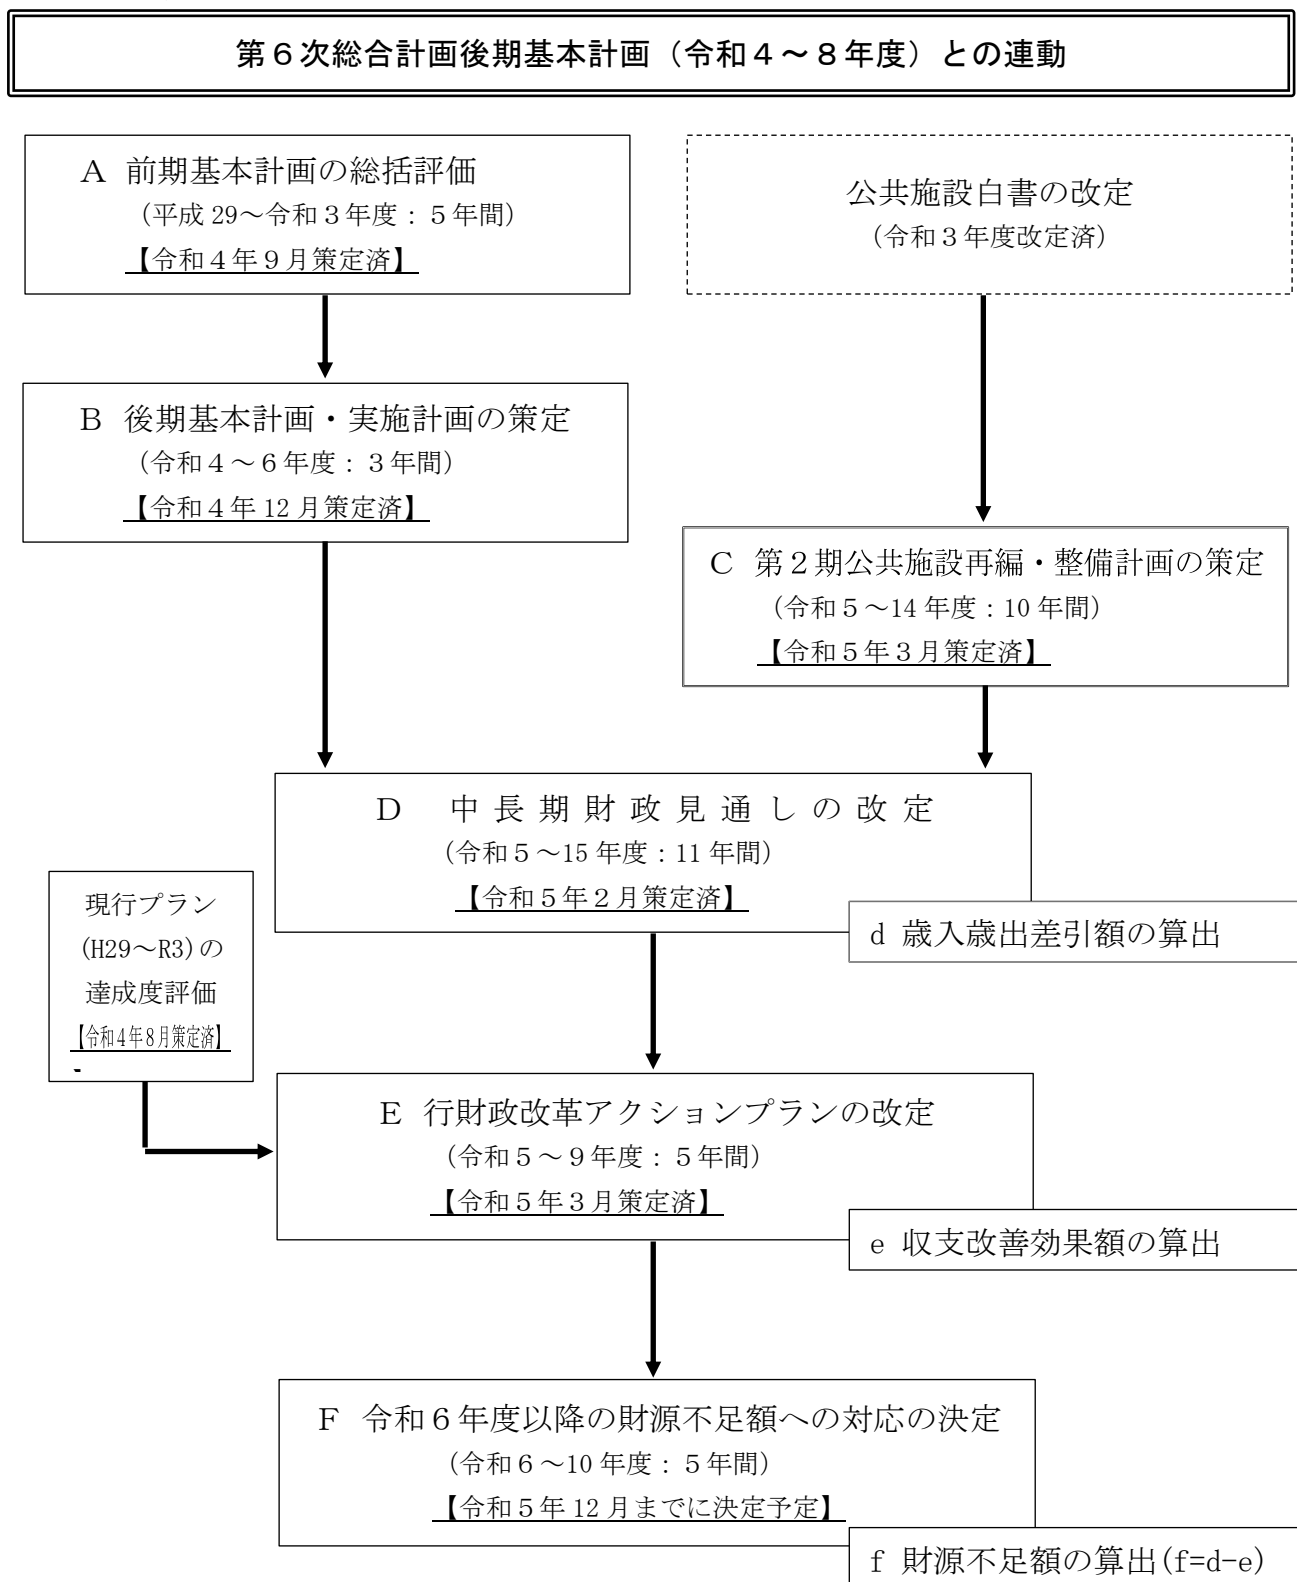 第６次総合計画後期基本計画（令和４～８年度）との連動
A 前期基本計画の総括評価
（平成 29～令和３年度：５年間）
【令和４年９月策定済】
公共施設白書の改定
（令和３年度改定済）
B 後期基本計画・実施計画の策定
（令和４～６年度：３年間）
【令和４年 12 月策定済】
C 第２期公共施設再編・整備計画の策定
（令和５～14 年度：10 年間）
【令和５年３月策定済】
D 中長期財政見通しの改定
（令和５～15 年度：11 年間）
【令和５年２月策定済】
d 歳入歳出差引額の算出
現行プラン
(H29～R3)の
達成度評価
【令和４年８月策定済】
E 行財政改革アクションプランの改定
（令和５～９年度：５年間）
【令和５年３月策定済】
e 収支改善効果額の算出
F 令和６年度以降の財源不足額への対応の決定
（令和６～10 年度：５年間）
【令和５年 12 月までに決定予定】
f 財源不足額の算出(f=d-e)